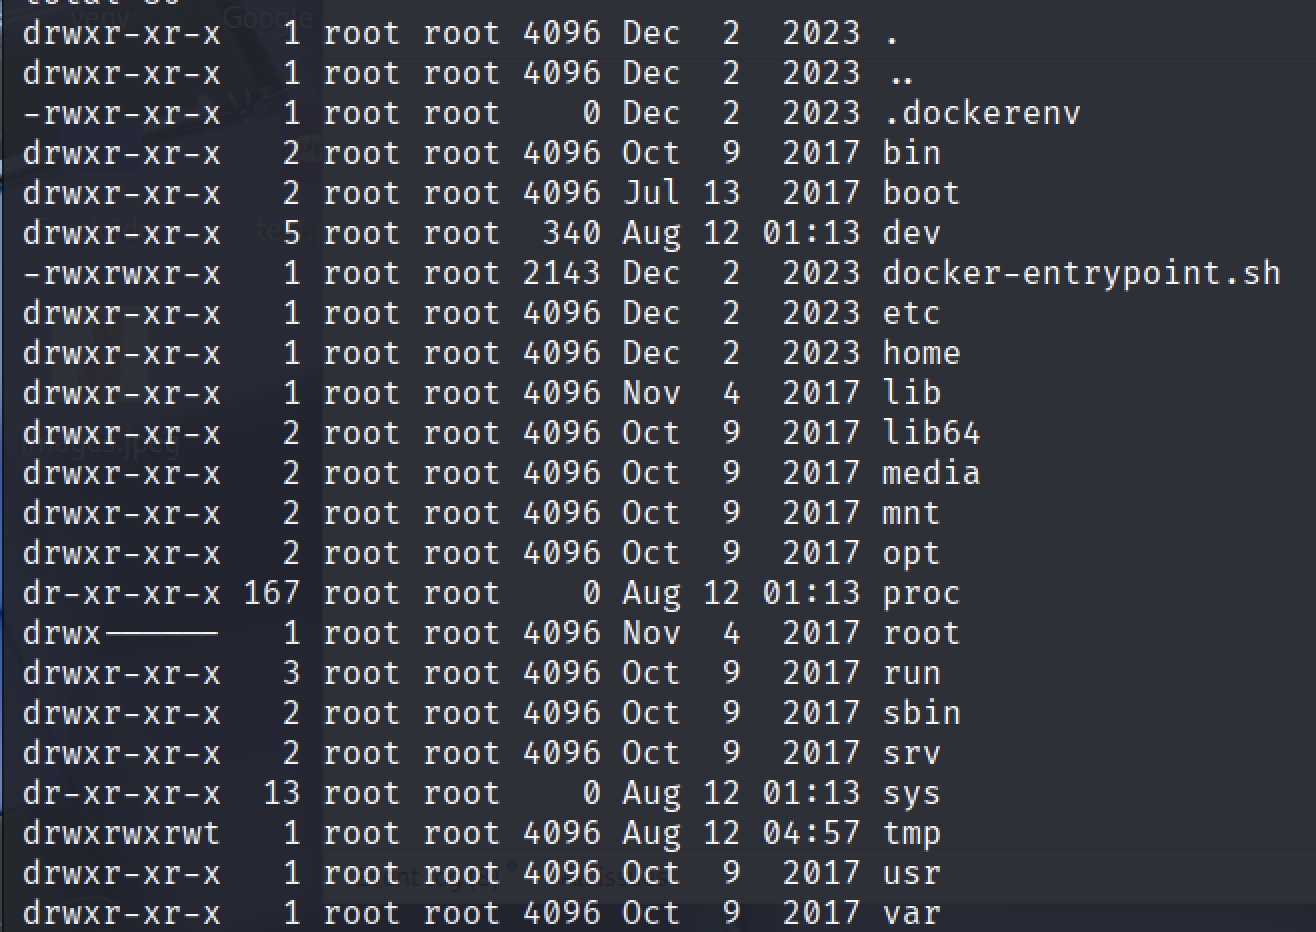 drwxr-xr-x   1 root root 4096 Dec  2  2023 .
drwxr-xr-x   1 root root 4096 Dec  2  2023 ..
-rwxr-xr-x   1 root root    0 Dec  2  2023 .dockerenv
drwxr-xr-x   2 root root 4096 Oct  9  2017 bin
drwxr-xr-x   2 root root 4096 Jul 13  2017 boot
drwxr-xr-x   5 root root  340 Aug 12 01:13 dev
-rwxrwxr-x   1 root root 2143 Dec  2  2023 docker-entrypoint.sh
drwxr-xr-x   1 root root 4096 Dec  2  2023 etc
drwxr-xr-x   1 root root 4096 Dec  2  2023 home
drwxr-xr-x   1 root root 4096 Nov  4  2017 lib
drwxr-xr-x   2 root root 4096 Oct  9  2017 lib64
drwxr-xr-x   2 root root 4096 Oct  9  2017 media
drwxr-xr-x   2 root root 4096 Oct  9  2017 mnt
drwxr-xr-x   2 root root 4096 Oct  9  2017 opt
dr-xr-xr-x 167 root root    0 Aug 12 01:13 proc
drwx------   1 root root 4096 Nov  4  2017 root
drwxr-xr-x   3 root root 4096 Oct  9  2017 run
drwxr-xr-x   2 root root 4096 Oct  9  2017 sbin
drwxr-xr-x   2 root root 4096 Oct  9  2017 srv
dr-xr-xr-x  13 root root    0 Aug 12 01:13 sys
drwxrwxrwt   1 root root 4096 Aug 12 04:57 tmp
drwxr-xr-x   1 root root 4096 Oct  9  2017 usr
drwxr-xr-x   1 root root 4096 Oct  9  2017 var